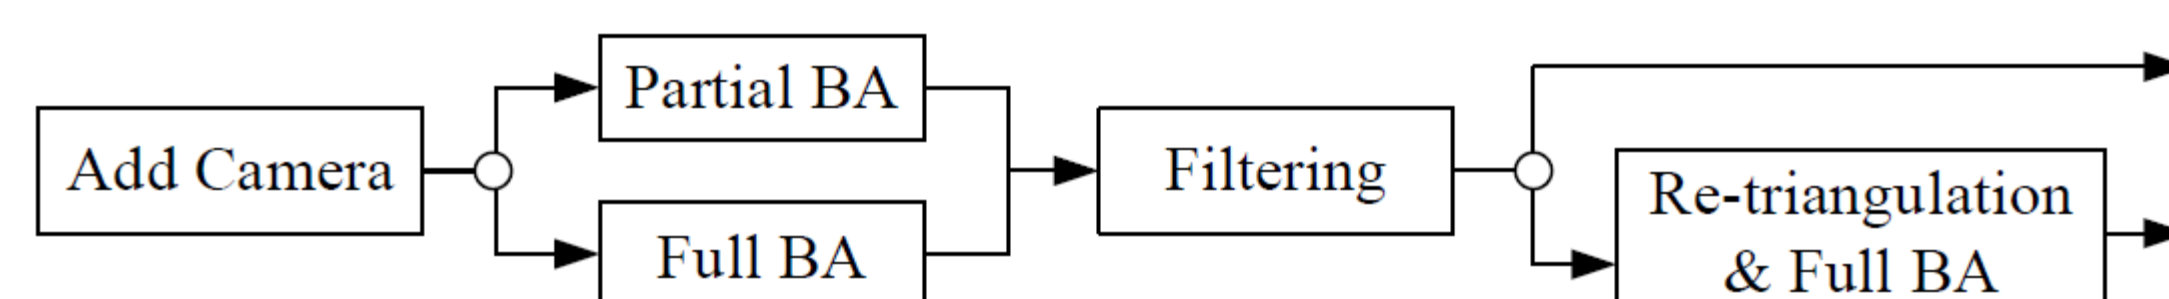 Add Camera
Partial BA
Full BA
Filtering
Re-triangulation
& Full BA